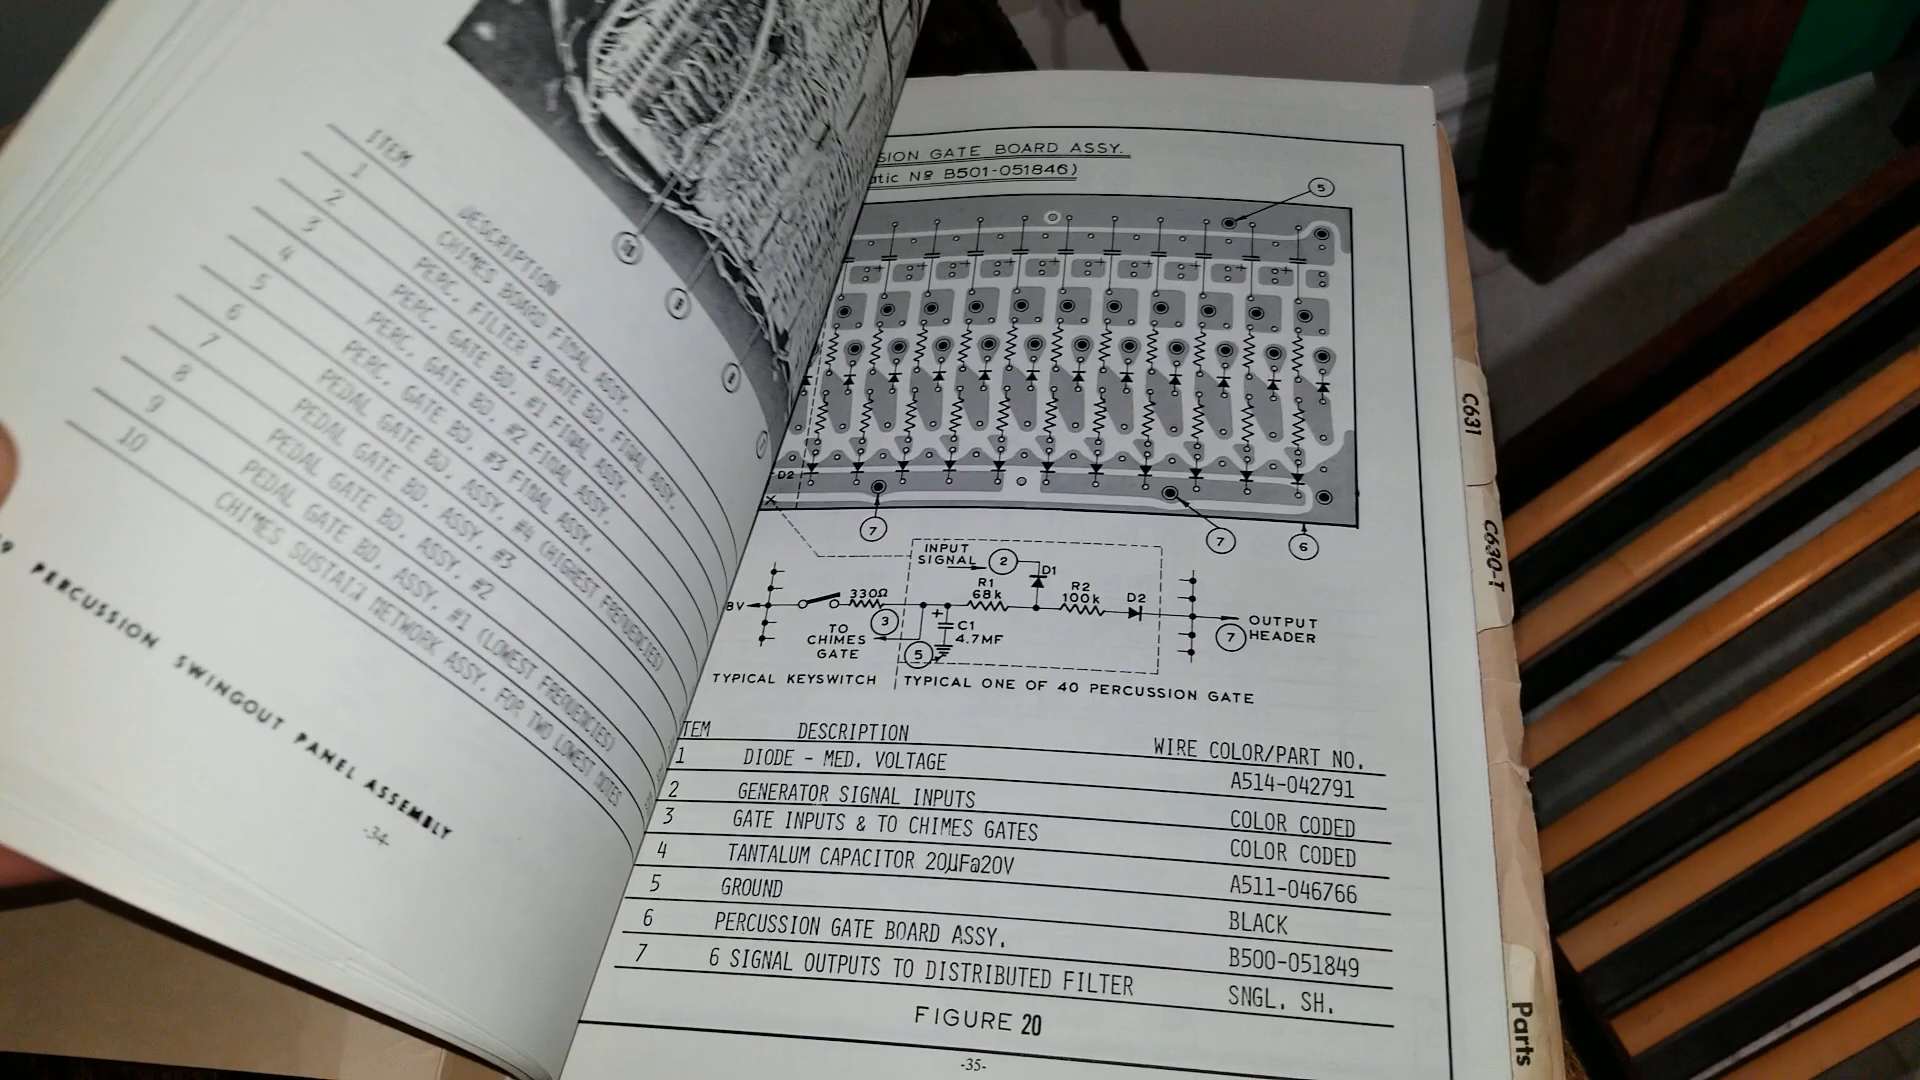 ITEM DESCRIPTION
1 CHIMES BOARD FINAL ASSY.
2 PERC. FILTER & GATE BD. FINAL ASSY.
3 PERC. GATE BD. #1 FINAL ASSY.
4 PERC. GATE BD. #2 FINAL ASSY.
5 PERC. GATE BD. #3 FINAL ASSY.
6 PEDAL GATE BD. ASSY. #4 (HIGHEST FREQUENCIES)
7 PEDAL GATE BD. ASSY. #3
8 PEDAL GATE BD. ASSY. #2
9 PEDAL GATE BD. ASSY. #1 (LOWEST FREQUENCIES)
10 CHIMES SUSTAIN NETWORK ASSY. FOR TWO LOWEST NOTES
PERCUSSION SWINGOUT PANEL ASSEMBLY
-34-
SION GATE BOARD ASSY.
atic Nº B501-051846)
5
D2
7
7
6
INPUT
SIGNAL
2
D1
R1
68k
R2
100k
D2
8V
330Ω
3
TO
CHIMES
GATE
+
C1
4.7MF
5
OUTPUT
HEADER
7
TYPICAL KEYSWITCH
TYPICAL ONE OF 40 PERCUSSION GATE
TEM DESCRIPTION WIRE COLOR/PART NO.
1 DIODE - MED. VOLTAGE A514-042791
2 GENERATOR SIGNAL INPUTS COLOR CODED
3 GATE INPUTS & TO CHIMES GATES COLOR CODED
4 TANTALUM CAPACITOR 20µF@20V A511-046766
5 GROUND BLACK
6 PERCUSSION GATE BOARD ASSY. B500-051849
7 6 SIGNAL OUTPUTS TO DISTRIBUTED FILTER SNGL. SH.
FIGURE 20
-35-
C631
C630-T
Parts